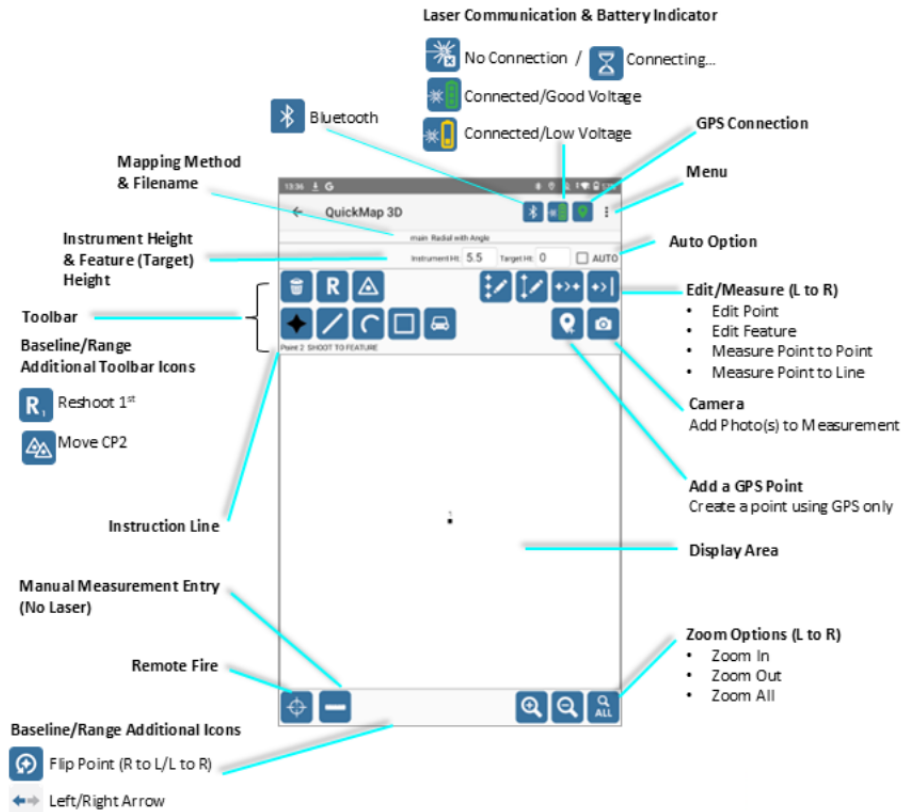 Laser Communication & Battery Indicator
No Connection / Connecting...
Connected/Good Voltage
Bluetooth
Connected/Low Voltage
GPS Connection
Mapping Method
& Filename
Menu
13:36 G
QuickMap 3D
main Radial with Angle
Instrument Height
& Feature (Target)
Height
Instrument Ht 5.5 Target Ht 0 AUTO
Auto Option
R
Edit/Measure (L to R)
• Edit Point
• Edit Feature
• Measure Point to Point
• Measure Point to Line
Toolbar
Baseline/Range
Additional Toolbar Icons
Point 2 SHOOT TO FEATURE
R1 Reshoot 1st
Move CP2
Camera
Add Photo(s) to Measurement
Add a GPS Point
Create a point using GPS only
Instruction Line
1
Display Area
Manual Measurement Entry
(No Laser)
Remote Fire
Zoom Options (L to R)
• Zoom In
• Zoom Out
• Zoom All
ALL
Baseline/Range Additional Icons
Flip Point (R to L/L to R)
Left/Right Arrow